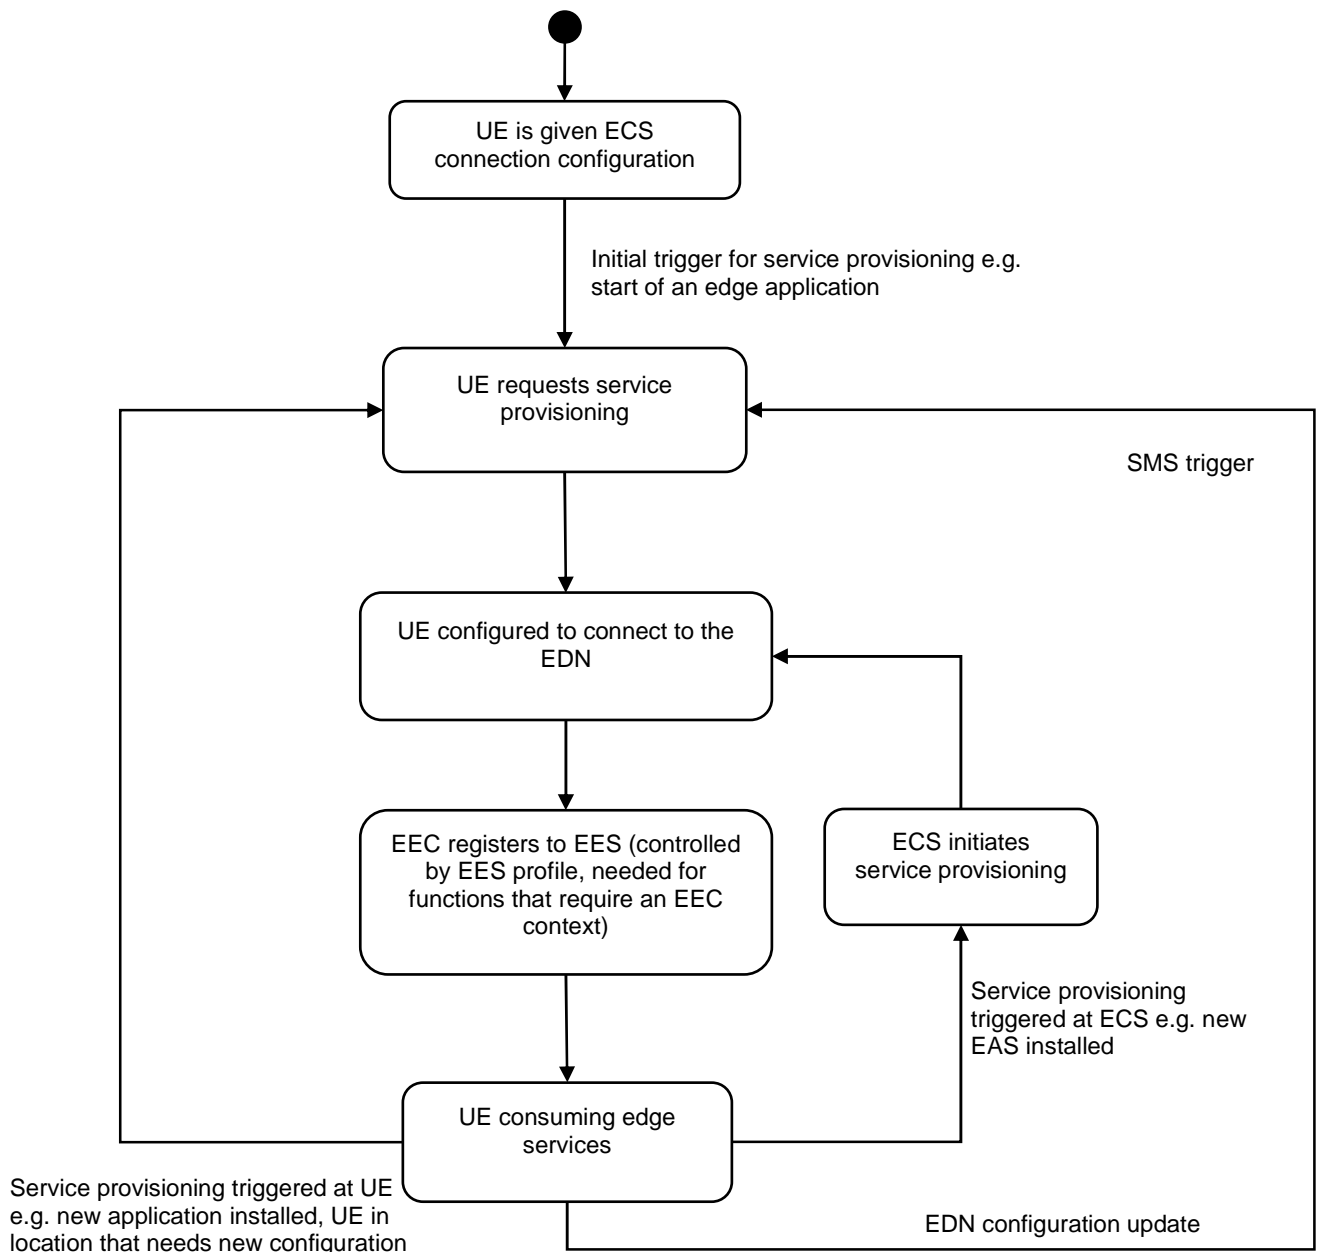 UE is given ECS
connection configuration
Initial trigger for service provisioning e.g.
start of an edge application
UE requests service
provisioning
SMS trigger
UE configured to connect to the
EDN
EEC registers to EES (controlled
by EES profile, needed for
functions that require an EEC
context)
ECS initiates
service provisioning
Service provisioning
triggered at ECS e.g. new
EAS installed
UE consuming edge
services
Service provisioning triggered at UE
e.g. new application installed, UE in
location that needs new configuration
EDN configuration update